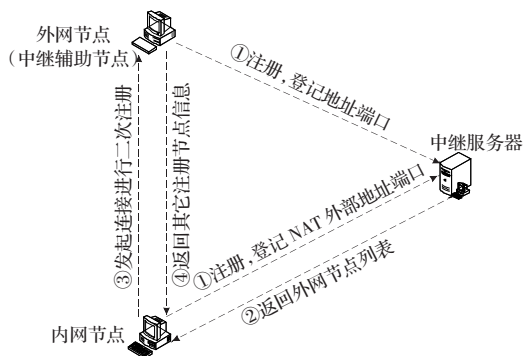 外网节点
（中继辅助节点）
①注册，登记地址端口
中继服务器
③发起连接进行二次注册
④返回其它注册节点信息
①注册，登记 NAT 外部地址端口
②返回外网节点列表
内网节点